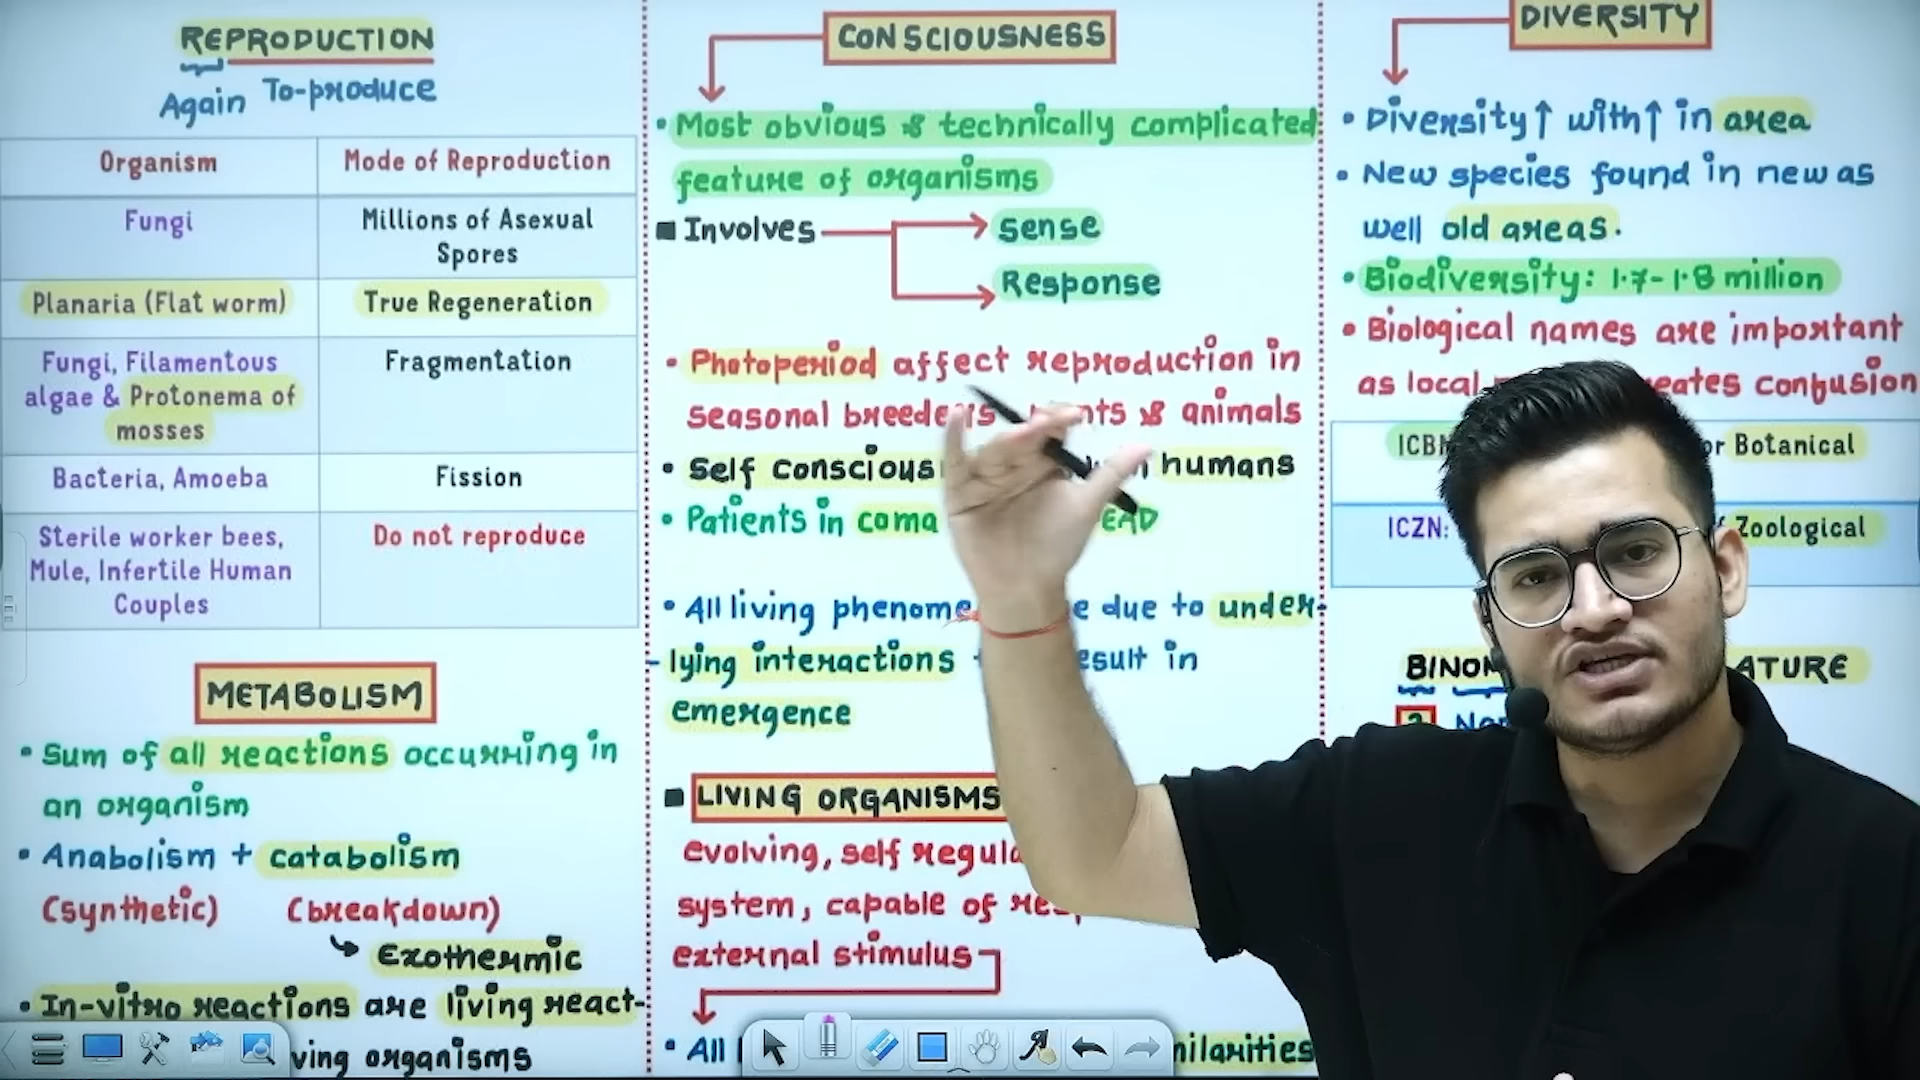 REPRODUCTION
Again To-produce
Organism
Mode of Reproduction
Fungi
Millions of Asexual
Spores
Planaria (Flat worm)
True Regeneration
Fungi, Filamentous
algae & Protonema of
mosses
Fragmentation
Bacteria, Amoeba
Fission
Sterile worker bees,
Mule, Infertile Human
Couples
Do not reproduce
METABOLISM
• Sum of all reactions occurring in
an organism
• Anabolism + catabolism
(synthetic) (breakdown)
Exothermic
• In-vitro reactions are living react-
ving organisms
CONSCIOUSNESS
• Most obvious & technically complicated
feature of organisms
■ Involves
sense
Response
• Photoperiod affect reproduction in
seasonal breeders & animals
• Self conscious humans
• Patients in coma EAD
• All living phenome due to under-
-lying interactions esult in
emergence
■ LIVING ORGANISMS
evolving, self regula
system, capable of
external stimulus
• All milarities
DIVERSITY
• Diversity↑ with↑ in area
• New species found in new as
well old areas.
• Biodiversity: 1.7-1.8 million
• Biological names are important
as local eates confusion
ICBN or Botanical
ICZN: Zoological
BINOM ATURE
2